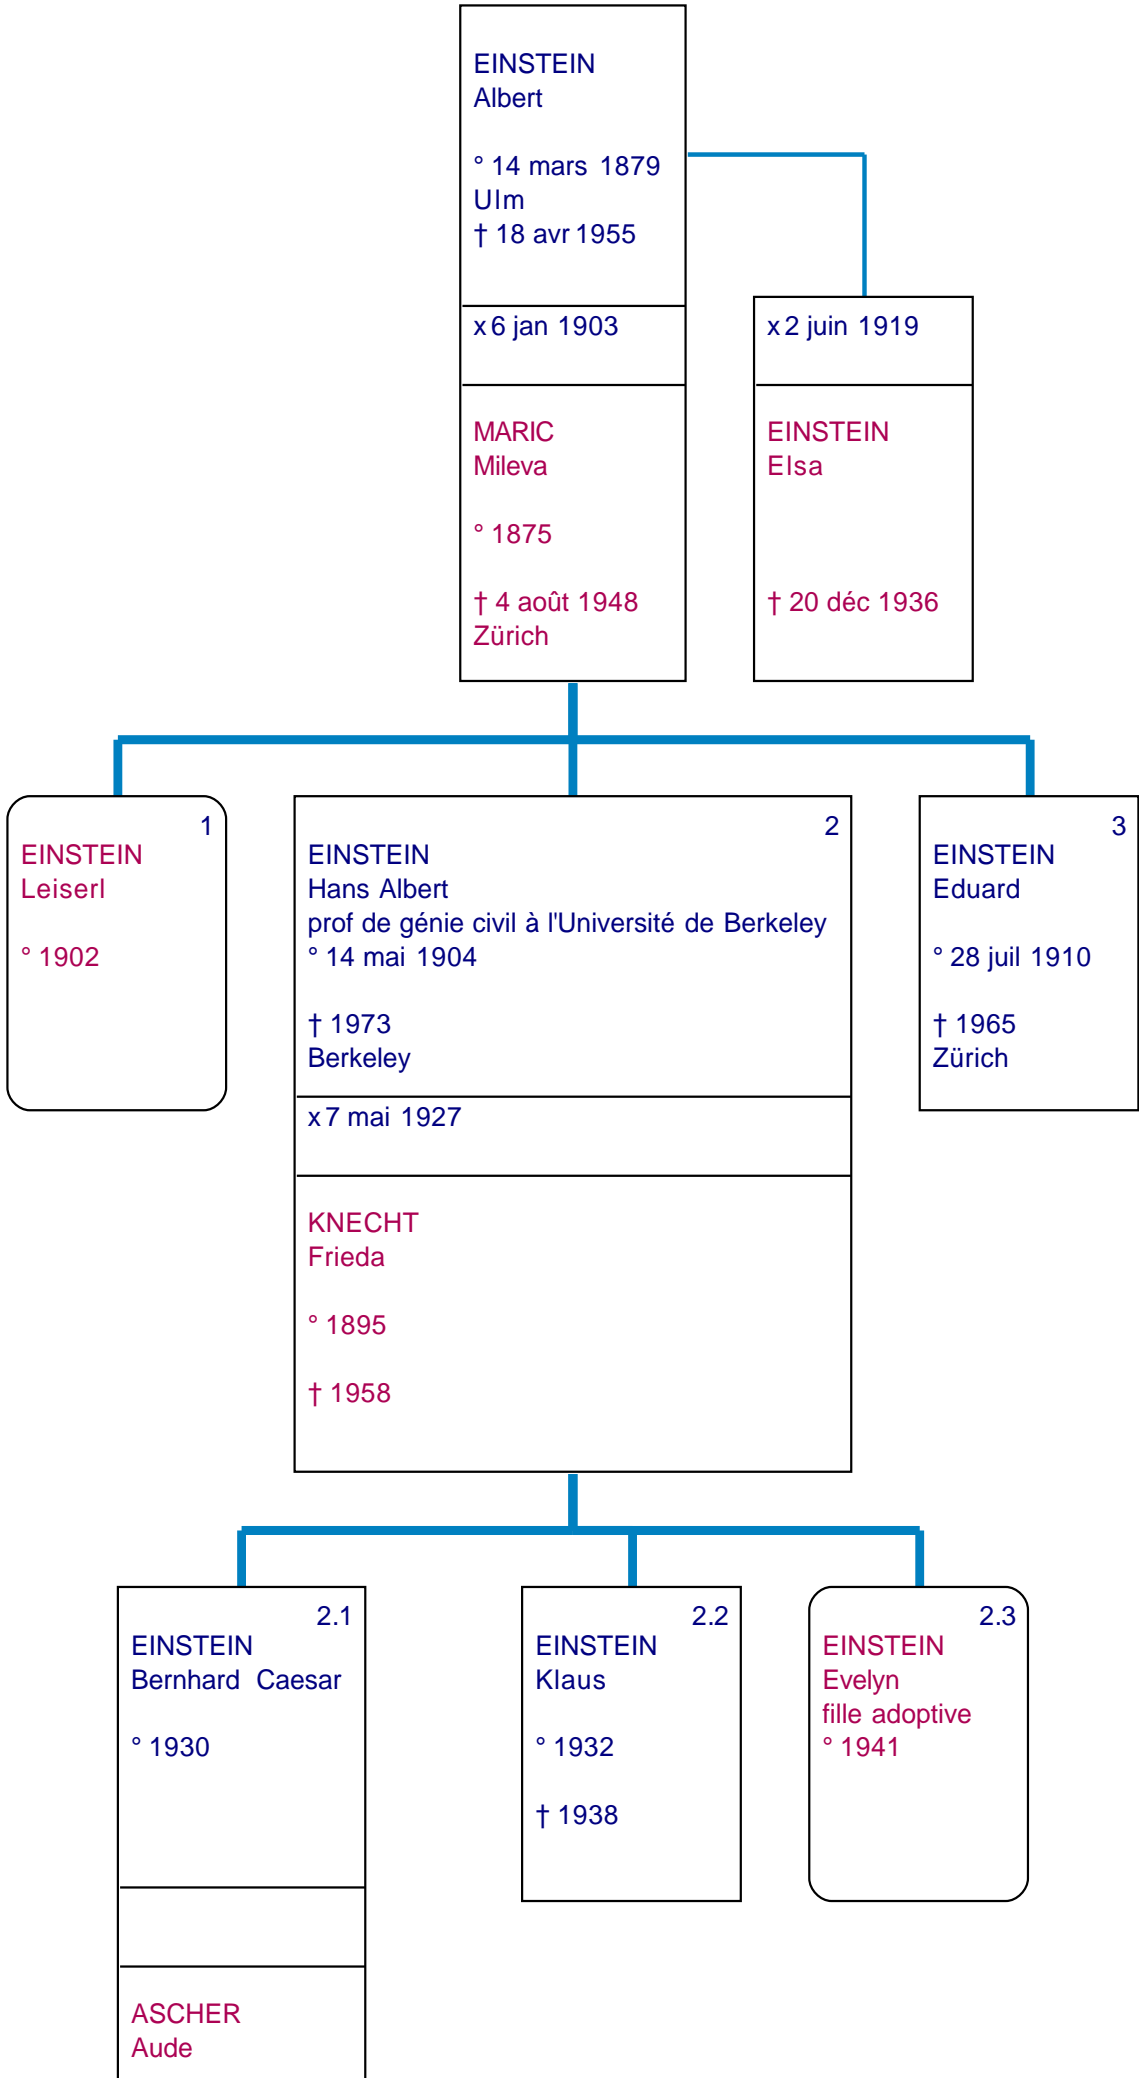 EINSTEIN
Albert
° 14 mars 1879
Ulm
† 18 avr 1955
x 6 jan 1903
MARIC
Mileva
° 1875
† 4 août 1948
Zürich
x 2 juin 1919
EINSTEIN
Elsa
† 20 déc 1936
1
EINSTEIN
Leiserl
° 1902
2
EINSTEIN
Hans Albert
prof de génie civil à l'Université de Berkeley
° 14 mai 1904
† 1973
Berkeley
x 7 mai 1927
KNECHT
Frieda
° 1895
† 1958
3
EINSTEIN
Eduard
° 28 juil 1910
† 1965
Zürich
2.1
EINSTEIN
Bernhard Caesar
° 1930
ASCHER
Aude
2.2
EINSTEIN
Klaus
° 1932
† 1938
2.3
EINSTEIN
Evelyn
fille adoptive
° 1941